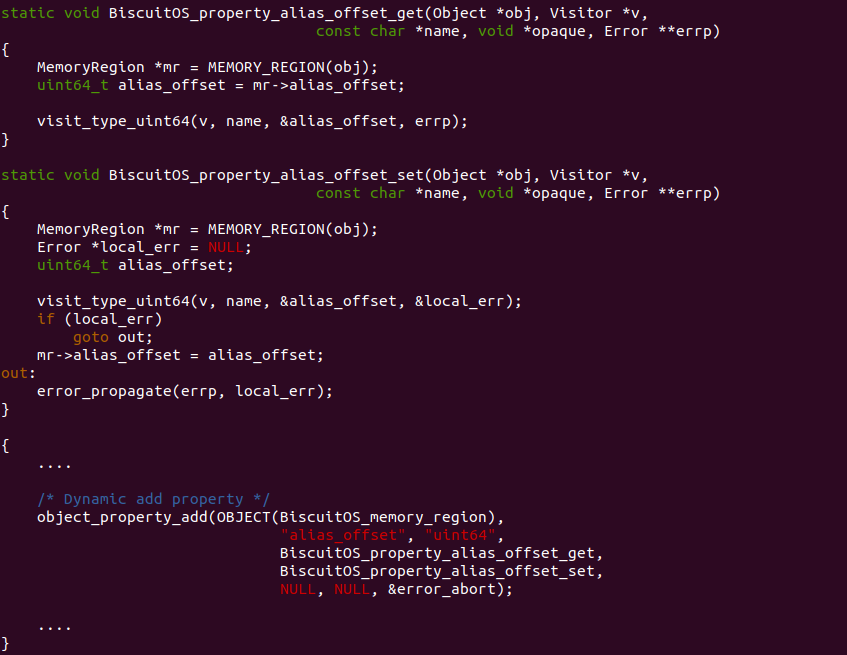 static void BiscuitOS_property_alias_offset_get(Object *obj, Visitor *v,
                                   const char *name, void *opaque, Error **errp)
{
    MemoryRegion *mr = MEMORY_REGION(obj);
    uint64_t alias_offset = mr->alias_offset;

    visit_type_uint64(v, name, &alias_offset, errp);
}

static void BiscuitOS_property_alias_offset_set(Object *obj, Visitor *v,
                                   const char *name, void *opaque, Error **errp)
{
    MemoryRegion *mr = MEMORY_REGION(obj);
    Error *local_err = NULL;
    uint64_t alias_offset;

    visit_type_uint64(v, name, &alias_offset, &local_err);
    if (local_err)
        goto out;
    mr->alias_offset = alias_offset;
out:
    error_propagate(errp, local_err);
}

{
    ....

    /* Dynamic add property */
    object_property_add(OBJECT(BiscuitOS_memory_region),
                               "alias_offset", "uint64",
                               BiscuitOS_property_alias_offset_get,
                               BiscuitOS_property_alias_offset_set,
                               NULL, NULL, &error_abort);

    ....
}